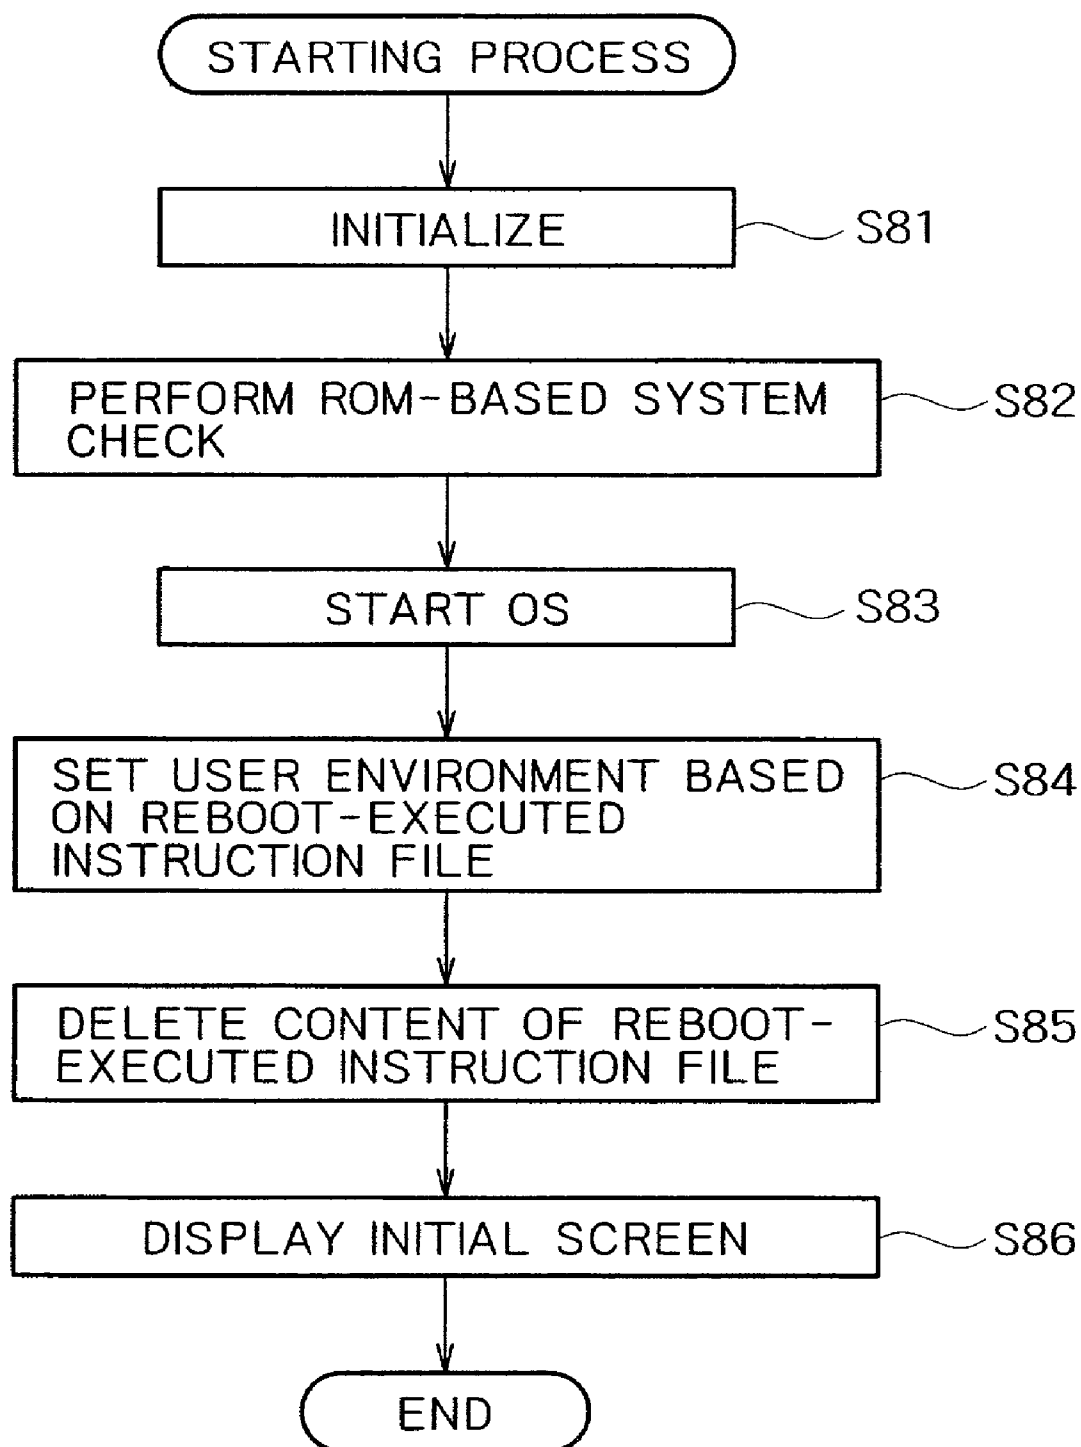 STARTING PROCESS
INITIALIZE
S81
PERFORM ROM-BASED SYSTEM
CHECK
S82
START OS
S83
SET USER ENVIRONMENT BASED
ON REBOOT-EXECUTED
INSTRUCTION FILE
S84
DELETE CONTENT OF REBOOT-
EXECUTED INSTRUCTION FILE
S85
DISPLAY INITIAL SCREEN
S86
END